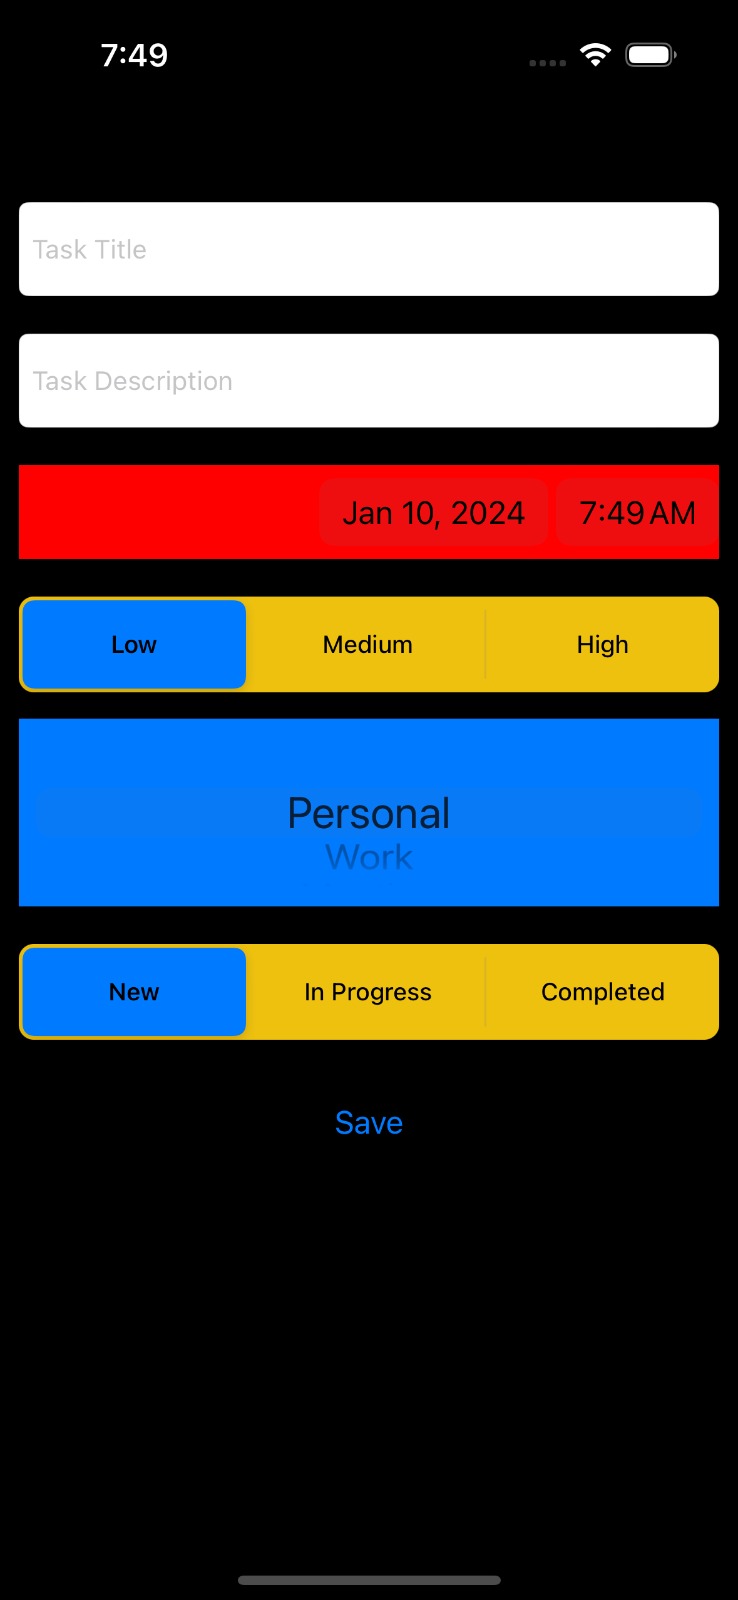 7:49
Task Title
Task Description
Jan 10, 2024 7:49 AM
Low Medium High
Personal
Work
New In Progress Completed
Save